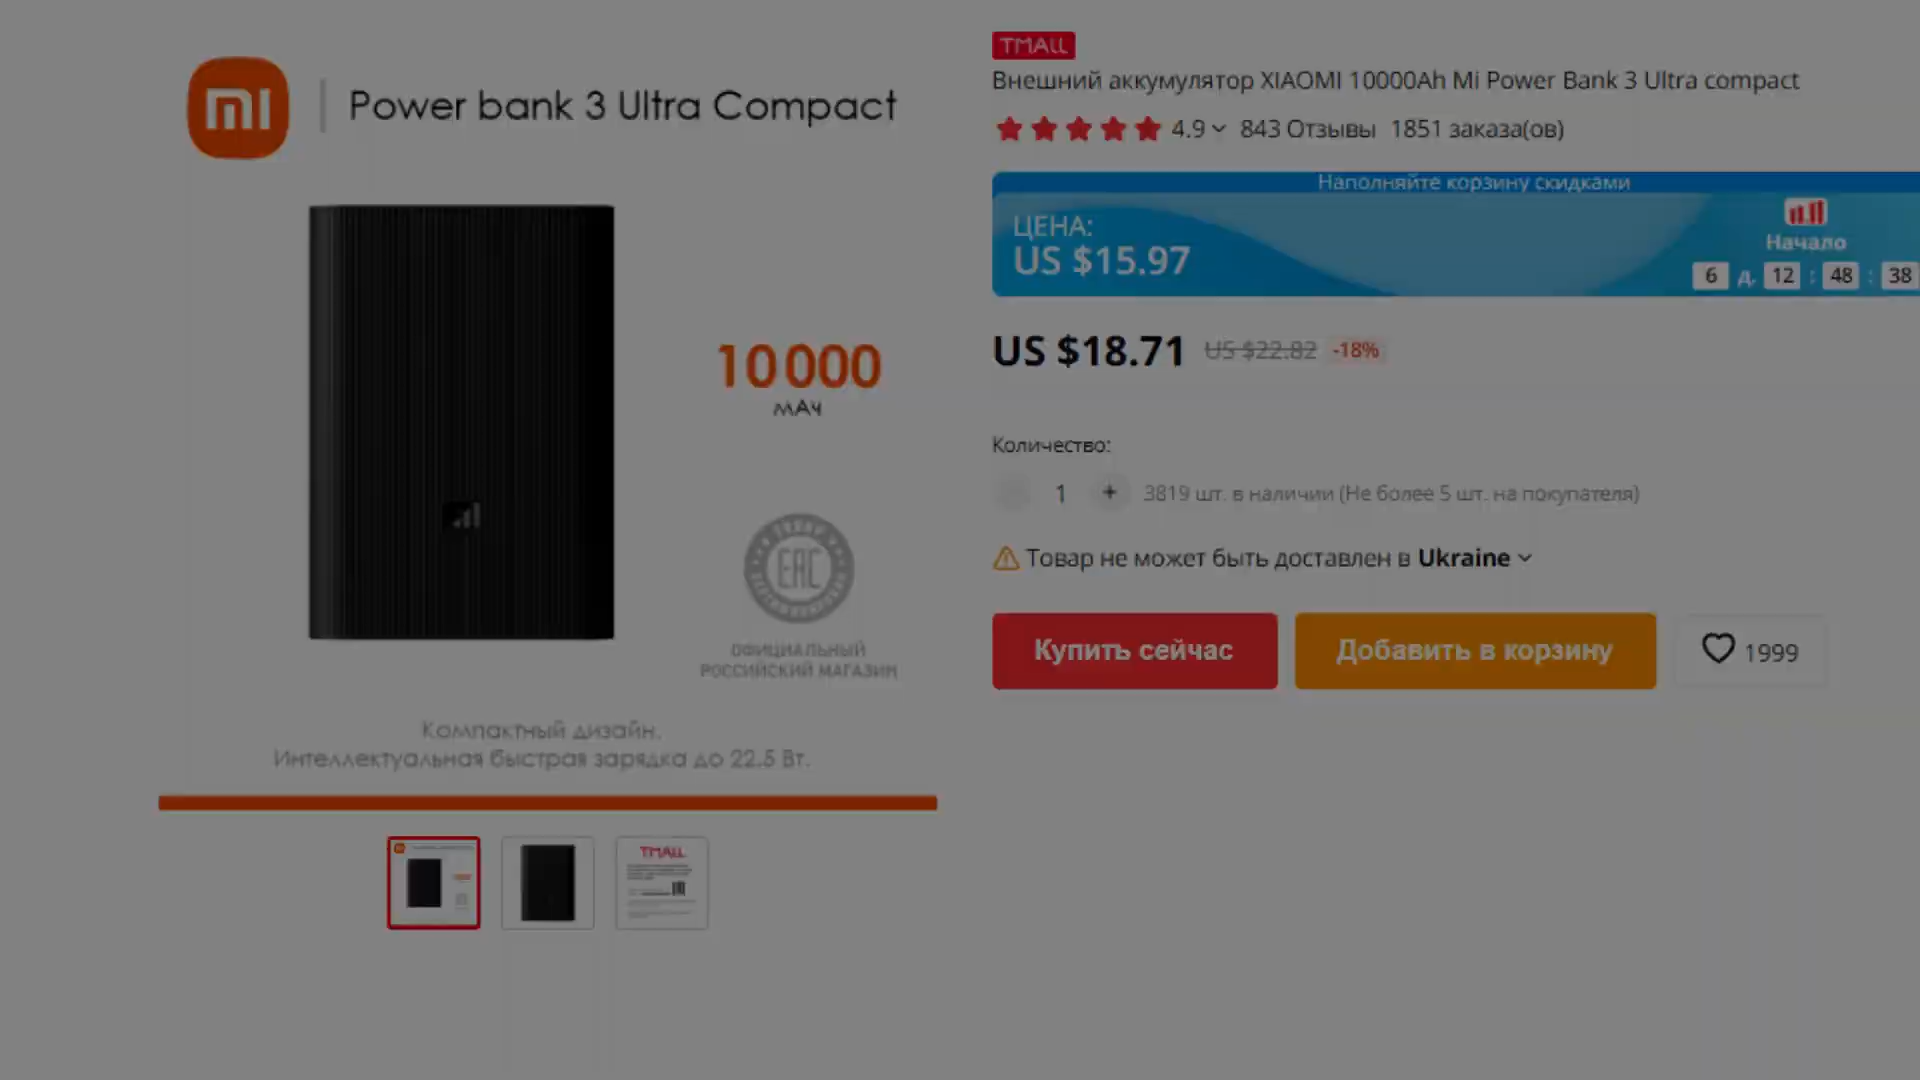 mi
Power bank 3 Ultra Compact
10 000
мАч
EAC
ОФИЦИАЛЬНЫЙ
РОССИЙСКИЙ МАГАЗИН
Компактный дизайн.
Интеллектуальная быстрая зарядка до 22.5 Вт.
TMALL
TMALL
Внешний аккумулятор XIAOMI 10000Ah Mi Power Bank 3 Ultra compact
4.9 843 Отзывы 1851 заказа(ов)
Наполняйте корзину скидками
ЦЕНА:
US $15.97
Начало
6 д. 12 : 48 : 38
US $18.71 US $22.82 -18%
Количество:
1 + 3819 шт. в наличии (Не более 5 шт. на покупателя)
Товар не может быть доставлен в Ukraine
Купить сейчас
Добавить в корзину
1999